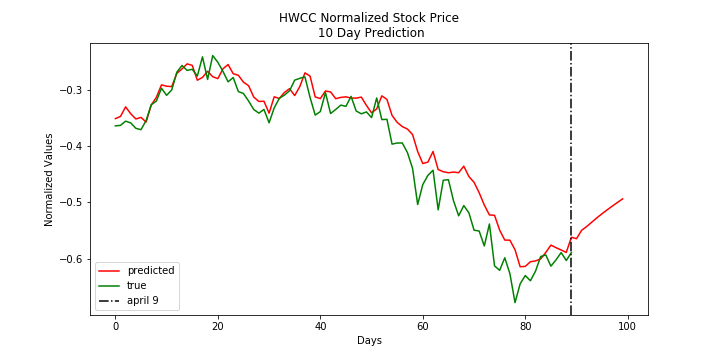 HWCC Normalized Stock Price
10 Day Prediction
Normalized Values
−0.3
−0.4
−0.5
−0.6
predicted
true
april 9
0
20
40
60
80
100
Days